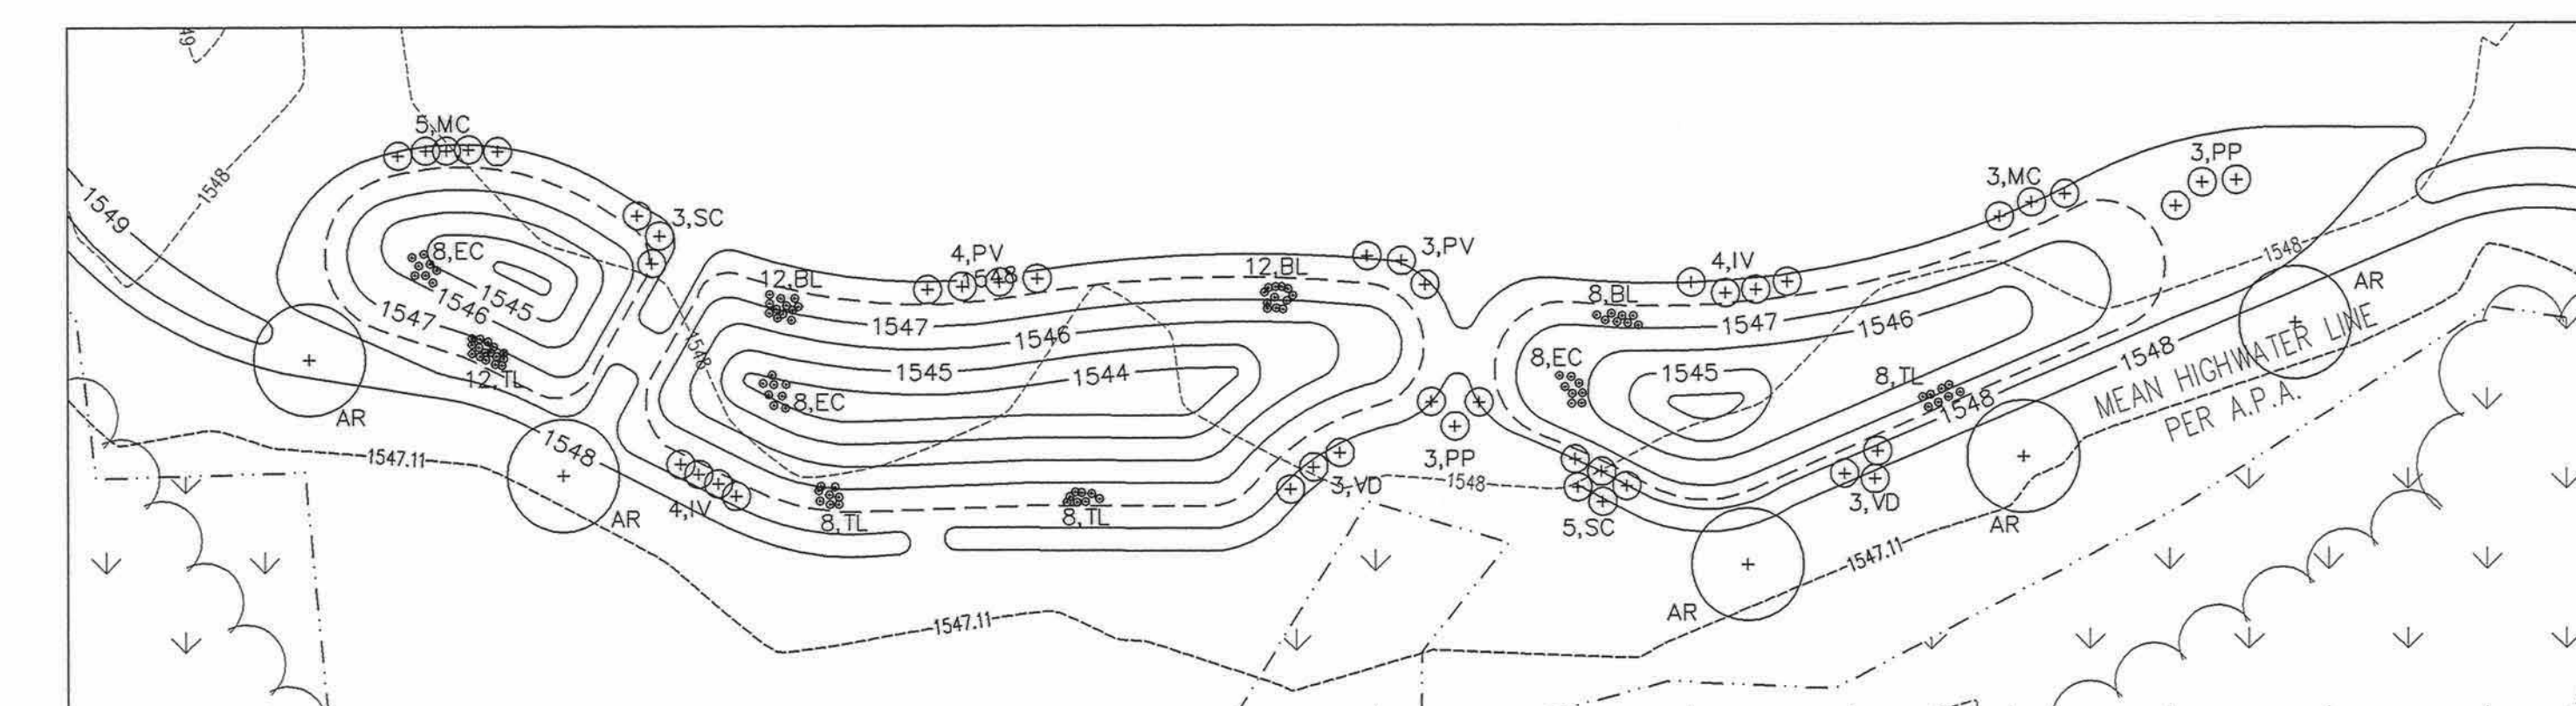 49
5,MC
3,PP
3,MC
1548
1549
3,SC
8,EC
4,PV
1548
3,PV
4,IV
1548
12,BL
12,BL
8,BL
AR
1545
1546
1547
1547
1546
1547
1546
1548
1545
1544
8,EC
1545
8,TL
1548
MEAN HIGHWATER LINE
PER A.P.A.
12,TL
8,EC
1548
AR
1548
1547.11
3,PP
3,VD
1548
3,VD
4,IV
AR
8,TL
8,TL
5,SC
AR
1547.11
1547.11
AR